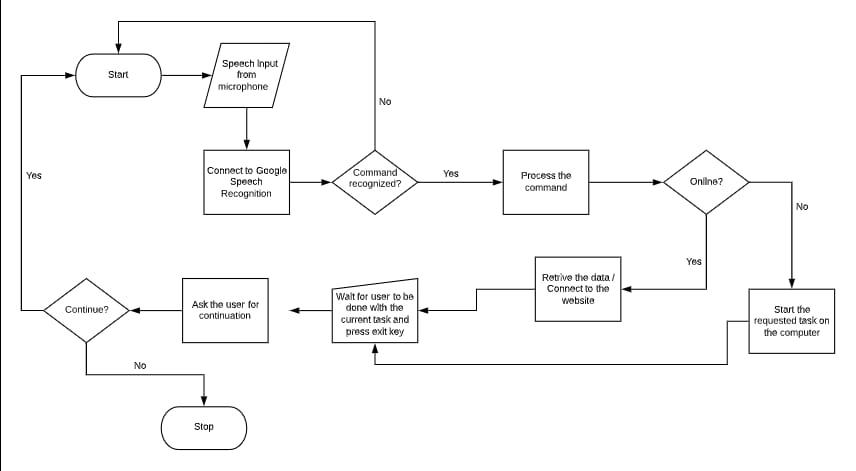 Start
Speech Input
from
microphone
No
Connect to Google
Speech
Recognition
Command
recognized?
Yes
Process the
command
Online?
No
Yes
Yes
Retrive the data /
Connect to the
website
Start the
requested task on
the computer
Wait for user to be
done with the
current task and
press exit key
Ask the user for
continuation
Continue?
No
Stop